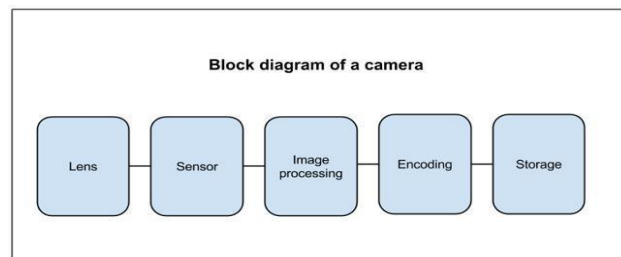 Block diagram of a camera
Lens
Sensor
Image
processing
Encoding
Storage